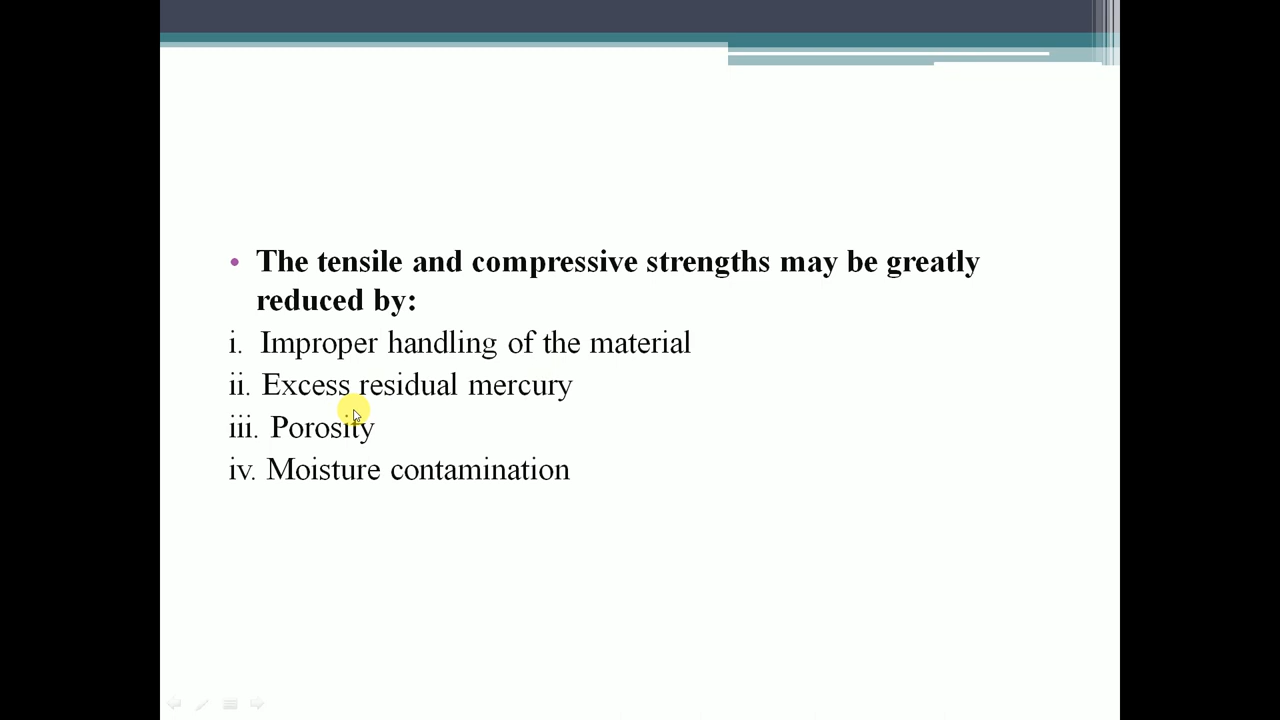 • The tensile and compressive strengths may be greatly
reduced by:
i. Improper handling of the material
ii. Excess residual mercury
iii. Porosity
iv. Moisture contamination